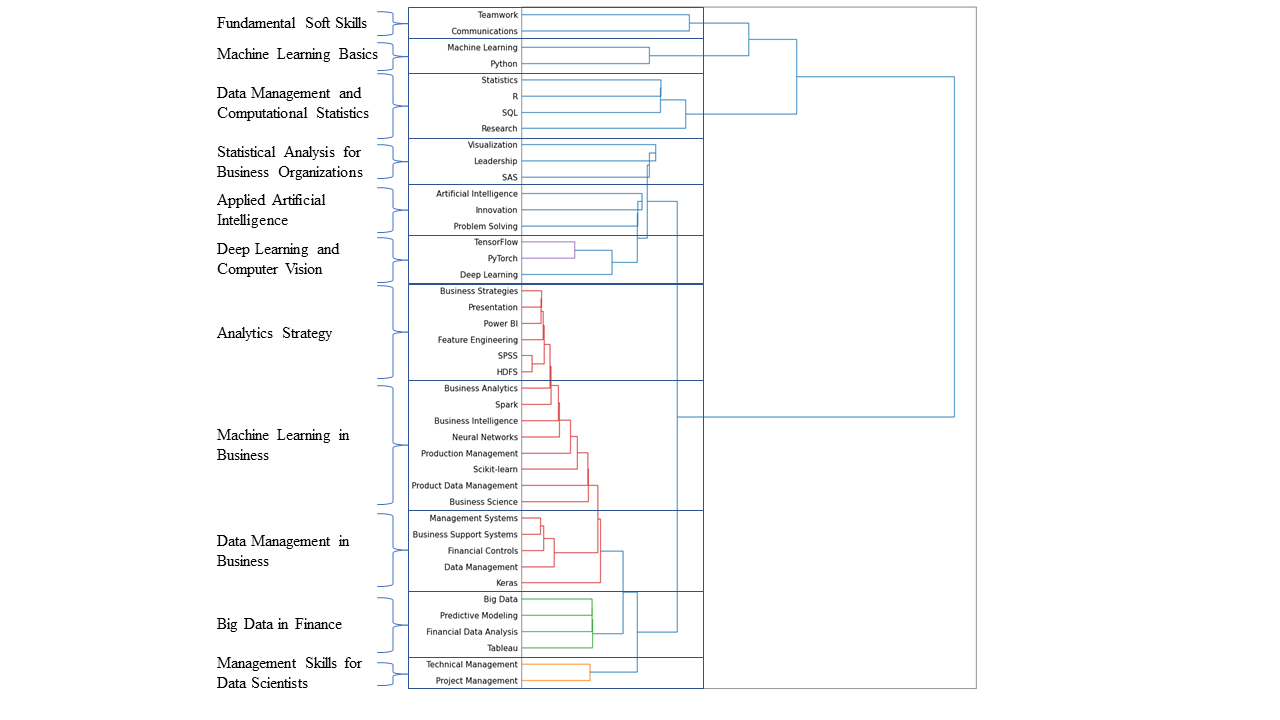 Fundamental Soft Skills
Teamwork
Communications
Machine Learning Basics
Machine Learning
Python
Data Management and
Computational Statistics
Statistics
R
SQL
Research
Statistical Analysis for
Business Organizations
Visualization
Leadership
SAS
Applied Artificial
Intelligence
Artificial Intelligence
Innovation
Problem Solving
Deep Learning and
Computer Vision
TensorFlow
PyTorch
Deep Learning
Analytics Strategy
Business Strategies
Presentation
Power BI
Feature Engineering
SPSS
HDFS
Machine Learning in
Business
Business Analytics
Spark
Business Intelligence
Neural Networks
Production Management
Scikit-learn
Product Data Management
Business Science
Data Management in
Business
Management Systems
Business Support Systems
Financial Controls
Data Management
Keras
Big Data in Finance
Big Data
Predictive Modeling
Financial Data Analysis
Tableau
Management Skills for
Data Scientists
Technical Management
Project Management